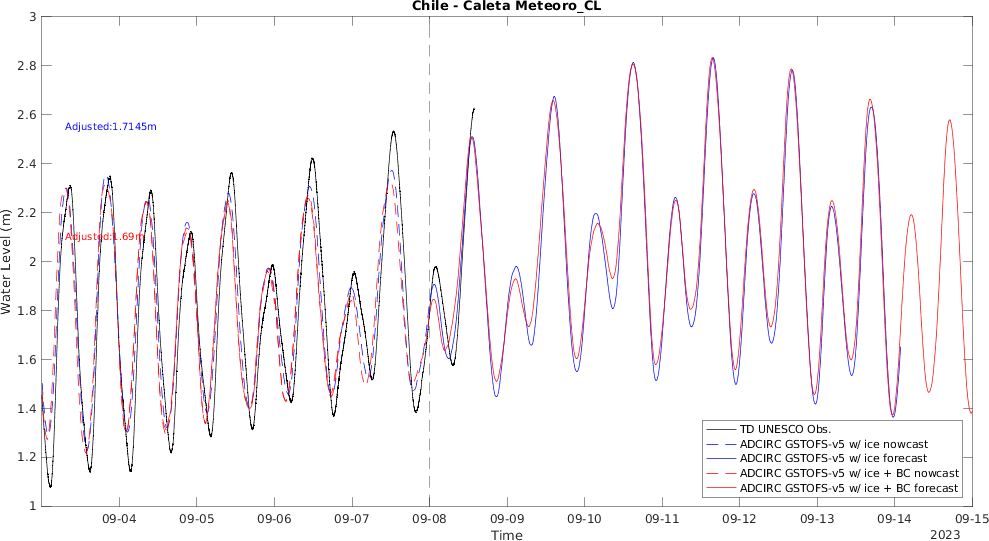 Chile - Caleta Meteoro_CL
3
2.8
2.6
2.4
2.2
2
1.8
1.6
1.4
1.2
1
Water Level (m)
Adjusted:1.7145m
Adjusted:1.69m
09-04
09-05
09-06
09-07
09-08
09-09
09-10
09-11
09-12
09-13
09-14
09-15
2023
Time
TD UNESCO Obs.
ADCIRC GSTOFS-v5 w/ ice nowcast
ADCIRC GSTOFS-v5 w/ ice forecast
ADCIRC GSTOFS-v5 w/ ice + BC nowcast
ADCIRC GSTOFS-v5 w/ ice + BC forecast